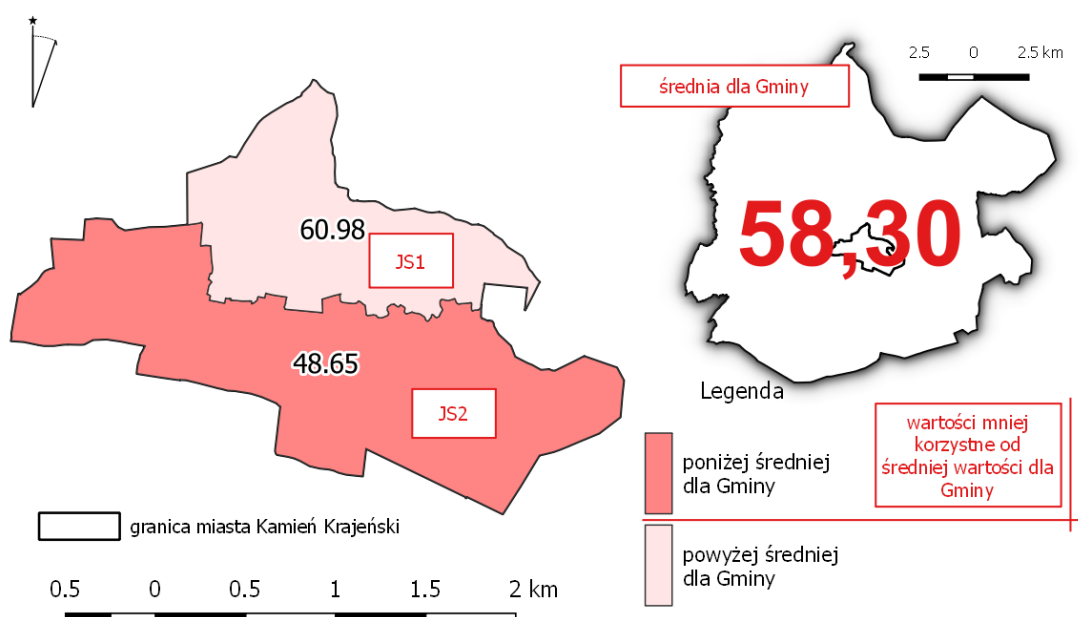 średnia dla Gminy
2.5 0 2.5 km
60.98
JS1
58,30
48.65
JS2
Legenda
poniżej średniej
dla Gminy
wartości mniej
korzystne od
średniej wartości dla
Gminy
granica miasta Kamień Krajeński
powyżej średniej
dla Gminy
0.5 0 0.5 1 1.5 2 km